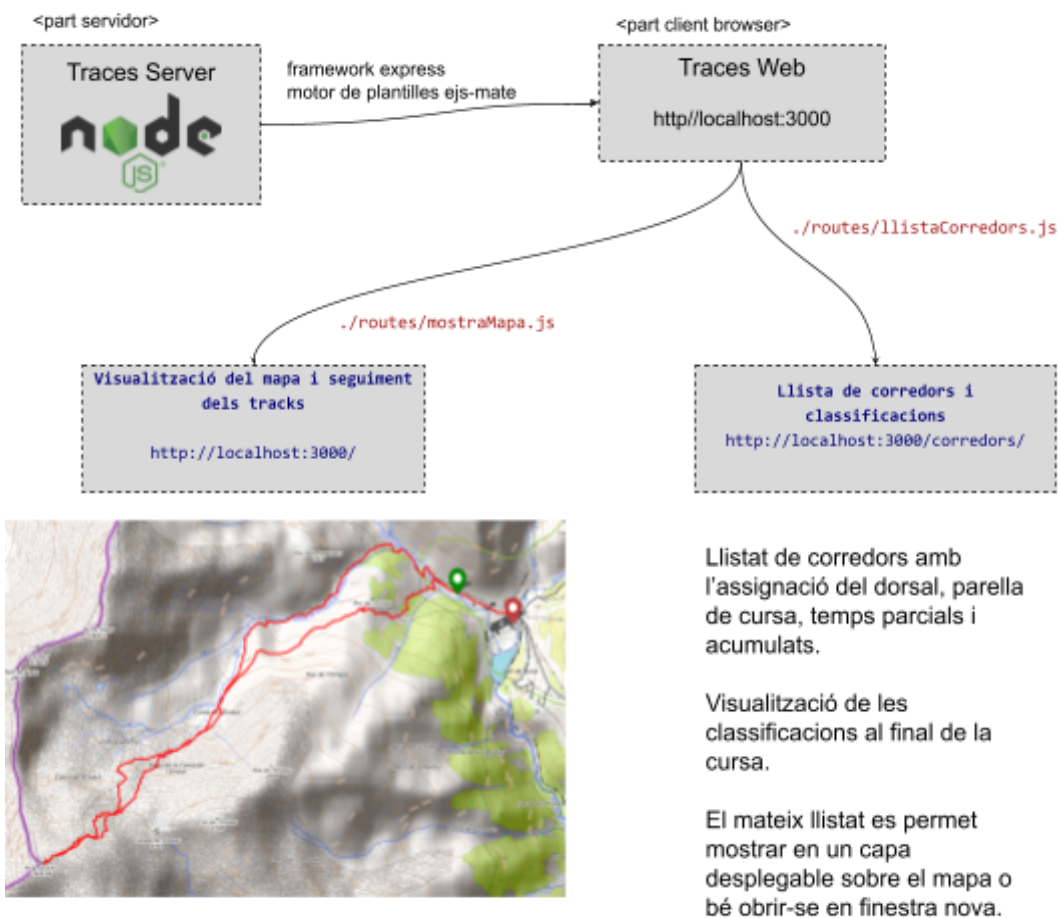 <part servidor>
Traces Server
node
JS
framework express
motor de plantilles ejs-mate
<part client browser>
Traces Web
http//localhost:3000
./routes/mostraMapa.js
./routes/llistaCorredors.js
Visualització del mapa i seguiment
dels tracks
http://localhost:3000/
Llista de corredors i
classificacions
http://localhost:3000/corredors/
Llistat de corredors amb
l'assignació del dorsal, parella
de cursa, temps parcials i
acumulats.
Visualització de les
classificacions al final de la
cursa.
El mateix llistat es permet
mostrar en un capa
desplegable sobre el mapa o
bé obrir-se en finestra nova.